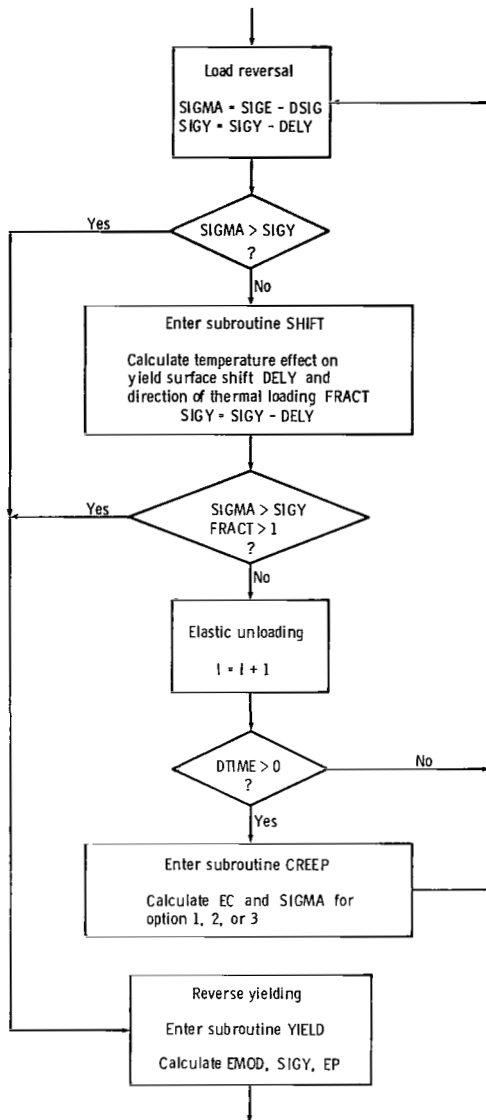 Load reversal
SIGMA = SIGE - DSIG
SIGY = SIGY - DELY
Yes
SIGMA > SIGY
?
No
Enter subroutine SHIFT
Calculate temperature effect on
yield surface shift DELY and
direction of thermal loading FRACT
SIGY = SIGY - DELY
Yes
SIGMA > SIGY
FRACT > 1
?
No
Elastic unloading
I = I + 1
DTIME > 0
?
No
Yes
Enter subroutine CREEP
Calculate EC and SIGMA for
option 1, 2, or 3
Reverse yielding
Enter subroutine YIELD
Calculate EMOD, SIGY, EP